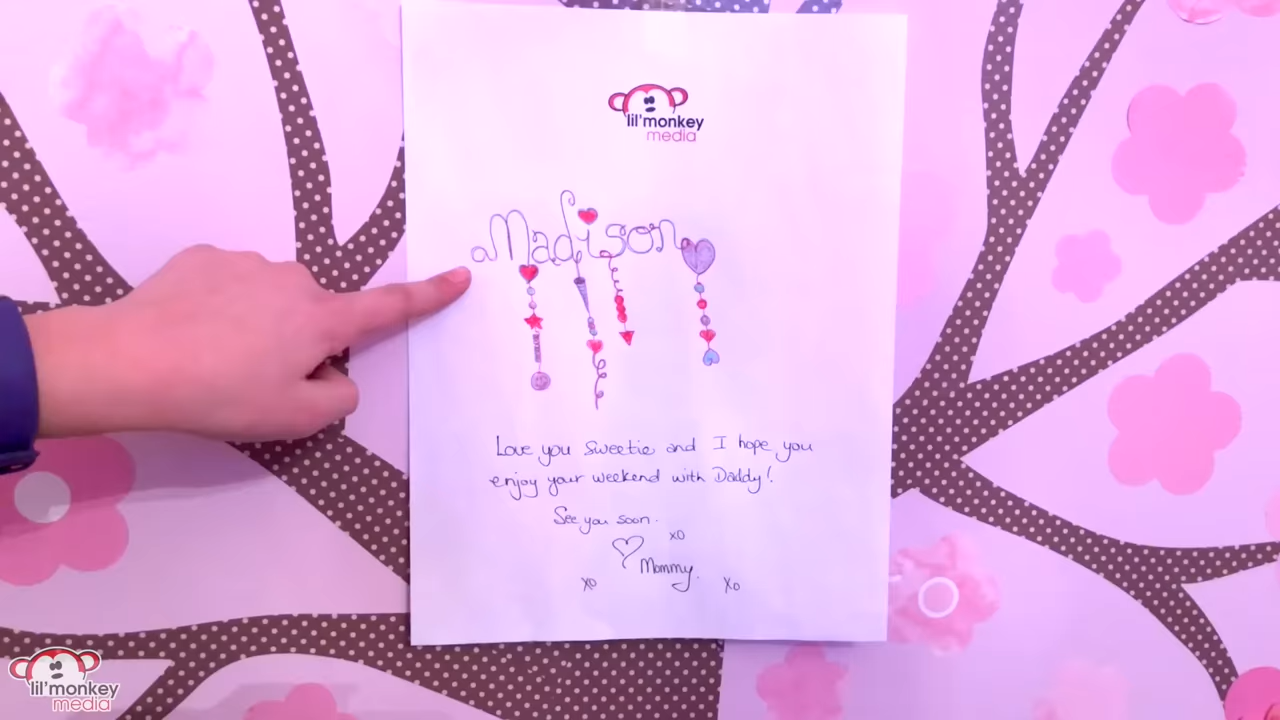 lil'monkey
media
Madison
Love you sweetie and I hope you
enjoy your weekend with Daddy!
See you soon.
xo
Mommy.
xo
xo
lil'monkey
media